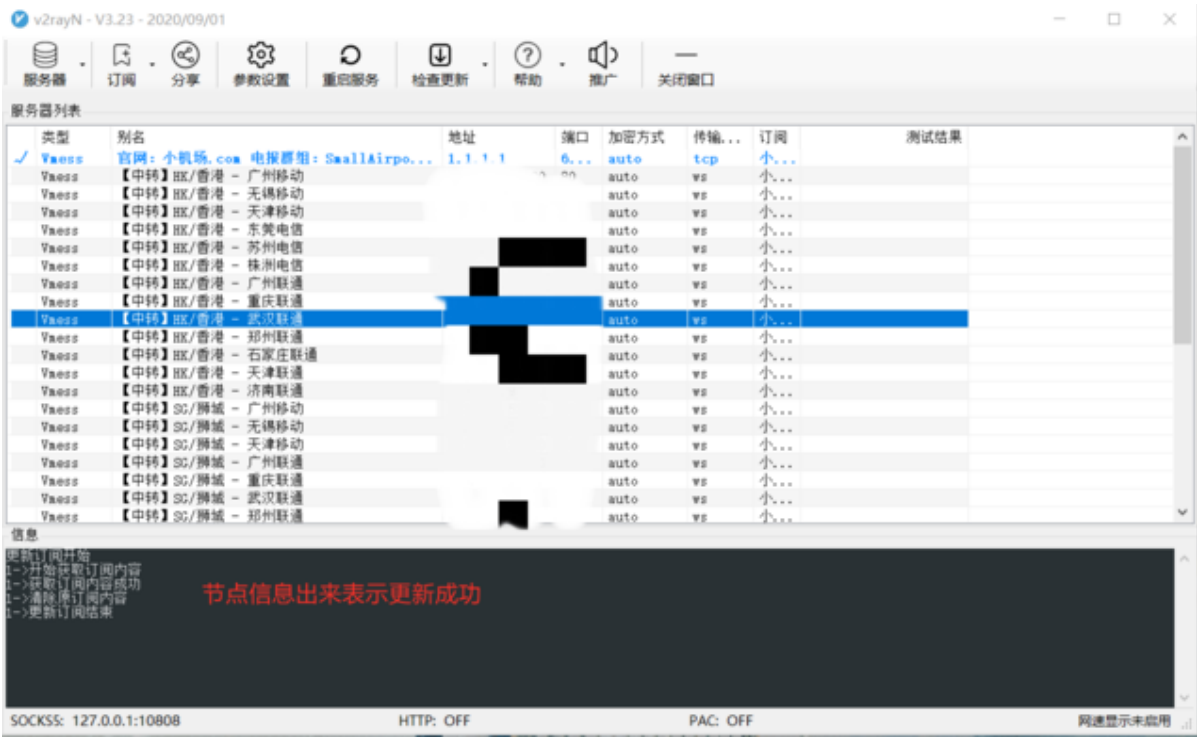 v2rayN - V3.23 - 2020/09/01
服务器 订阅 分享 参数设置 重启服务 检查更新 帮助 推广 关闭窗口
服务器列表
类型 别名 地址 端口 加密方式 传输... 订阅 测试结果
Vmess 官网: 小机场.com 电报群组: SmallAirpo... 1.1.1.1 6... auto tcp 小...
Vmess 【中转】HK/香港 - 广州移动 auto ws 小...
Vmess 【中转】HK/香港 - 无锡移动 auto ws 小...
Vmess 【中转】HK/香港 - 天津移动 auto ws 小...
Vmess 【中转】HK/香港 - 东莞电信 auto ws 小...
Vmess 【中转】HK/香港 - 苏州电信 auto ws 小...
Vmess 【中转】HK/香港 - 株洲电信 auto ws 小...
Vmess 【中转】HK/香港 - 广州联通 auto ws 小...
Vmess 【中转】HK/香港 - 重庆联通 auto ws 小...
Vmess 【中转】HK/香港 - 武汉联通 auto ws 小...
Vmess 【中转】HK/香港 - 郑州联通 auto ws 小...
Vmess 【中转】HK/香港 - 石家庄联通 auto ws 小...
Vmess 【中转】HK/香港 - 天津联通 auto ws 小...
Vmess 【中转】HK/香港 - 济南联通 auto ws 小...
Vmess 【中转】SG/狮城 - 广州移动 auto ws 小...
Vmess 【中转】SG/狮城 - 无锡移动 auto ws 小...
Vmess 【中转】SG/狮城 - 天津移动 auto ws 小...
Vmess 【中转】SG/狮城 - 广州联通 auto ws 小...
Vmess 【中转】SG/狮城 - 重庆联通 auto ws 小...
Vmess 【中转】SG/狮城 - 武汉联通 auto ws 小...
Vmess 【中转】SG/狮城 - 郑州联通 auto ws 小...
信息
更新订阅开始
1->开始获取订阅内容
1->获取订阅内容成功
1->清除原订阅内容
1->更新订阅结束
节点信息出来表示更新成功
SOCKS5: 127.0.0.1:10808 HTTP: OFF PAC: OFF 网速显示未启用